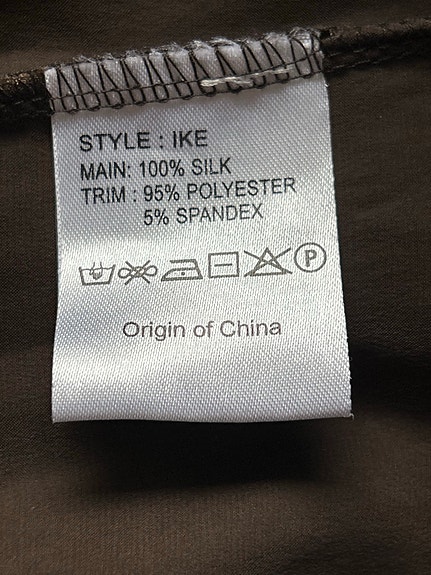 STYLE : IKE
MAIN: 100% SILK
TRIM : 95% POLYESTER
5% SPANDEX
P
Origin of China